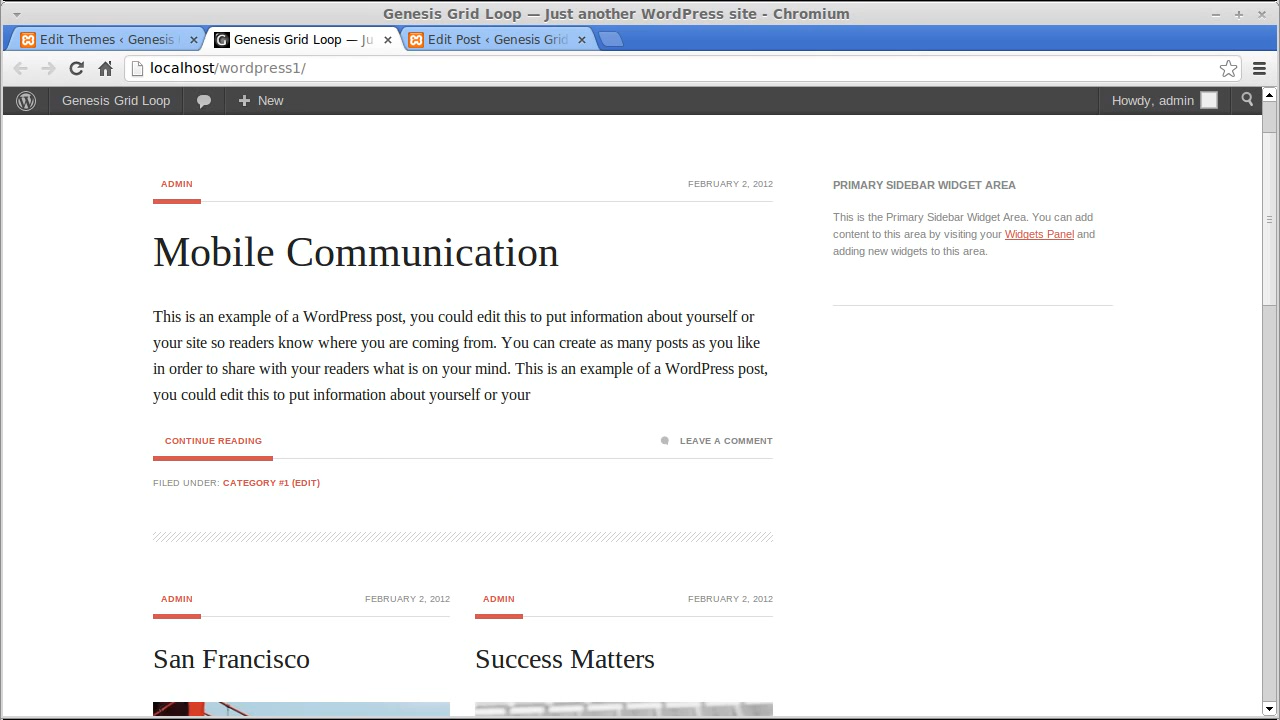 Genesis Grid Loop — Just another WordPress site - Chromium
Edit Themes ‹ Genesis
Genesis Grid Loop — Ju
Edit Post ‹ Genesis Grid
localhost/wordpress1/
Genesis Grid Loop
New
Howdy, admin
ADMIN
FEBRUARY 2, 2012
Mobile Communication
This is an example of a WordPress post, you could edit this to put information about yourself or
your site so readers know where you are coming from. You can create as many posts as you like
in order to share with your readers what is on your mind. This is an example of a WordPress post,
you could edit this to put information about yourself or your
CONTINUE READING
LEAVE A COMMENT
FILED UNDER: CATEGORY #1 (EDIT)
PRIMARY SIDEBAR WIDGET AREA
This is the Primary Sidebar Widget Area. You can add
content to this area by visiting your Widgets Panel and
adding new widgets to this area.
ADMIN
FEBRUARY 2, 2012
San Francisco
ADMIN
FEBRUARY 2, 2012
Success Matters